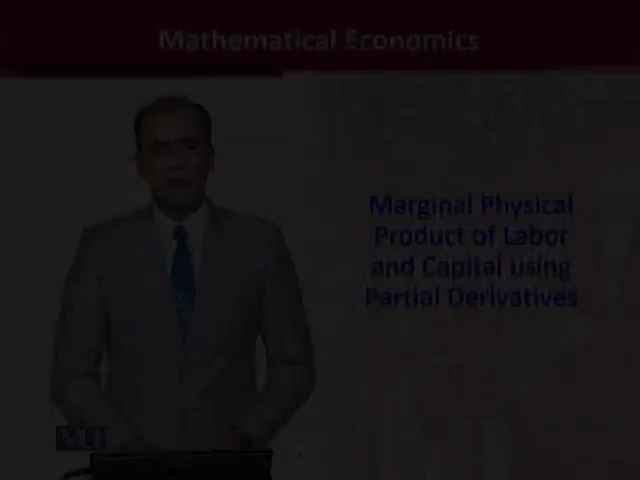 Mathematical Economics
Marginal Physical
Product of Labor
and Capital using
Partial Derivatives
VU